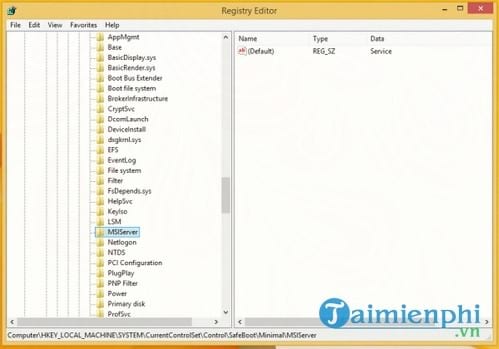 Registry Editor
File Edit View Favorites Help
AppMgmt
Base
BasicDisplay.sys
BasicRender.sys
Boot Bus Extender
Boot file system
BrokerInfrastructure
CryptSvc
DcomLaunch
DeviceInstall
dsgkrnl.sys
EFS
EventLog
File system
Filter
FsDepends.sys
HelpSvc
KeyIso
LSM
MSIServer
Netlogon
NTDS
PCI Configuration
PlugPlay
PNP Filter
Power
Primary disk
ProfSvc
Name Type Data
(Default) REG_SZ Service
Taimienphi
.vn
Computer\HKEY_LOCAL_MACHINE\SYSTEM\CurrentControlSet\Control\SafeBoot\Minimal\MSIServer